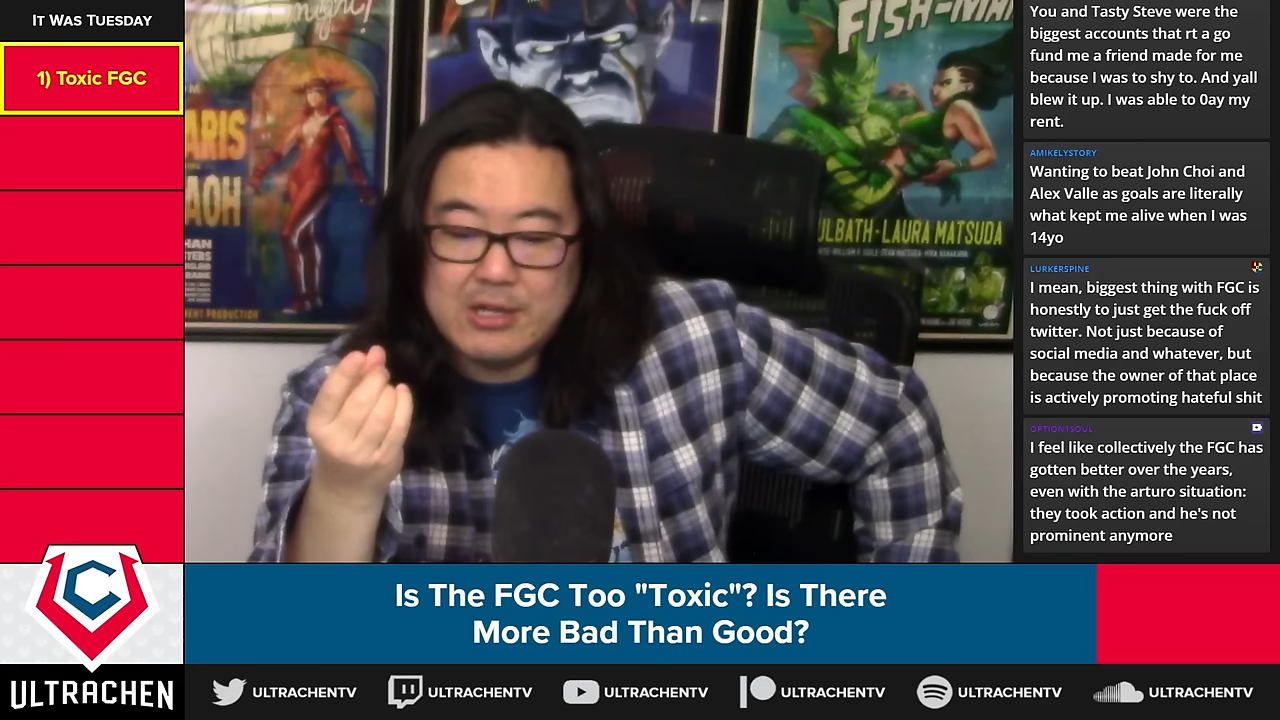 It Was Tuesday
1) Toxic FGC
FISH-MAN
ARIS
AOH
ENT PRODUCTION
ULBATH - LAURA MATSUDA
You and Tasty Steve were the
biggest accounts that rt a go
fund me a friend made for me
because I was to shy to. And yall
blew it up. I was able to 0ay my
rent.
AMIKELYSTORY
Wanting to beat John Choi and
Alex Valle as goals are literally
what kept me alive when I was
14yo
LURKERSPINE
I mean, biggest thing with FGC is
honestly to just get the fuck off
twitter. Not just because of
social media and whatever, but
because the owner of that place
is actively promoting hateful shit
OPTION1SOUL
I feel like collectively the FGC has
gotten better over the years,
even with the arturo situation:
they took action and he's not
prominent anymore
Is The FGC Too "Toxic"? Is There
More Bad Than Good?
ULTRACHEN
ULTRACHENTV
ULTRACHENTV
ULTRACHENTV
ULTRACHENTV
ULTRACHENTV
ULTRACHENTV